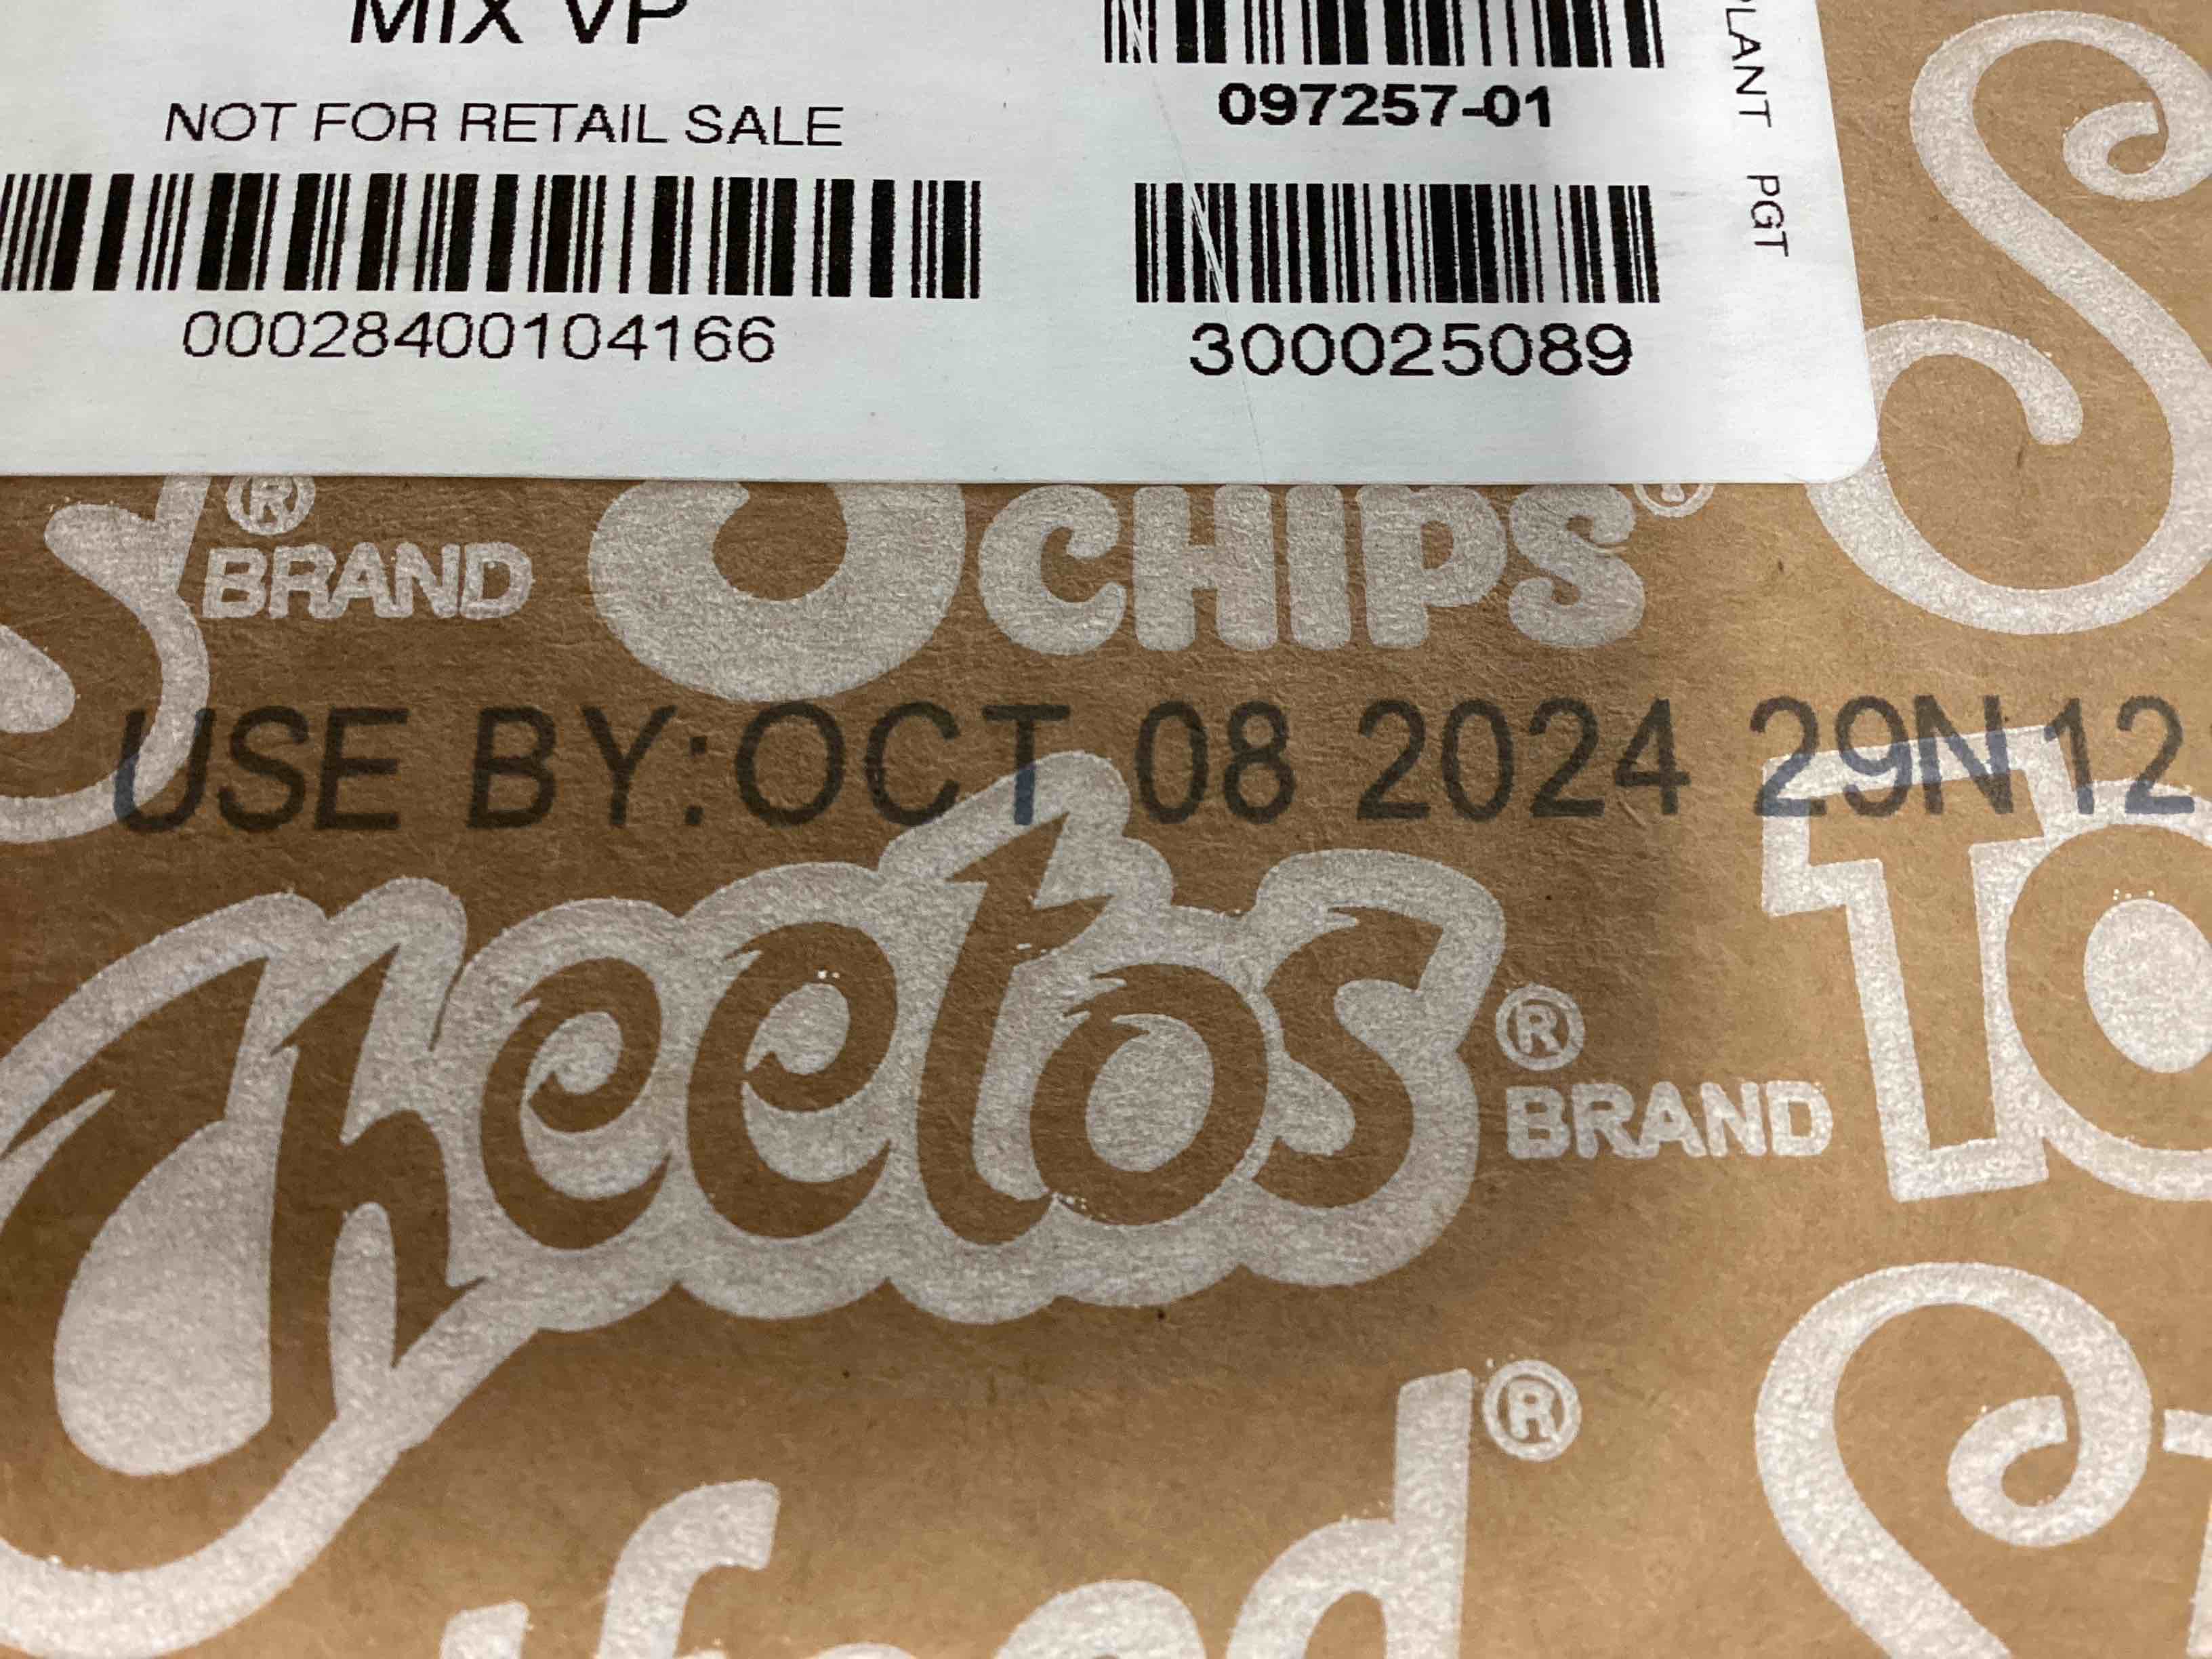 MIX VP
NOT FOR RETAIL SALE
00028400104166
097257-01
300025089
PLANT PGT
® BRAND
CHIPS®
USE BY:OCT 08 2024 29N12
Cheetos® BRAND
®